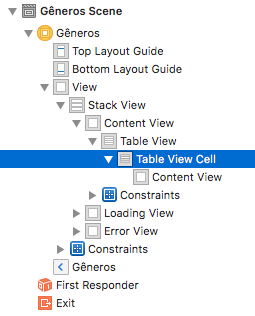 Gêneros Scene
Gêneros
Top Layout Guide
Bottom Layout Guide
View
Stack View
Content View
Table View
Table View Cell
Content View
Constraints
Loading View
Error View
Constraints
Gêneros
First Responder
Exit